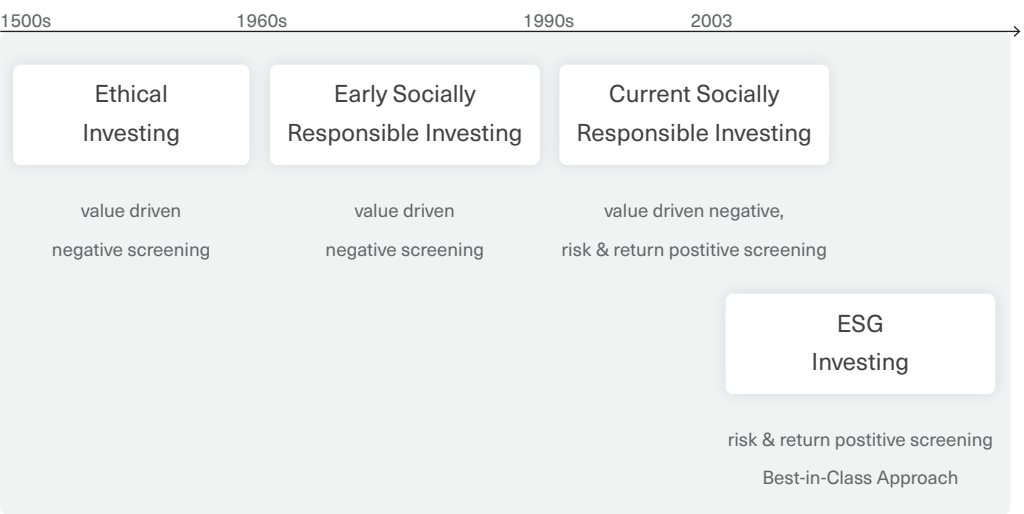 1500s 1960s 1990s 2003
Ethical
Investing
value driven
negative screening
Early Socially
Responsible Investing
value driven
negative screening
Current Socially
Responsible Investing
value driven negative,
risk & return postitive screening
ESG
Investing
risk & return postitive screening
Best-in-Class Approach